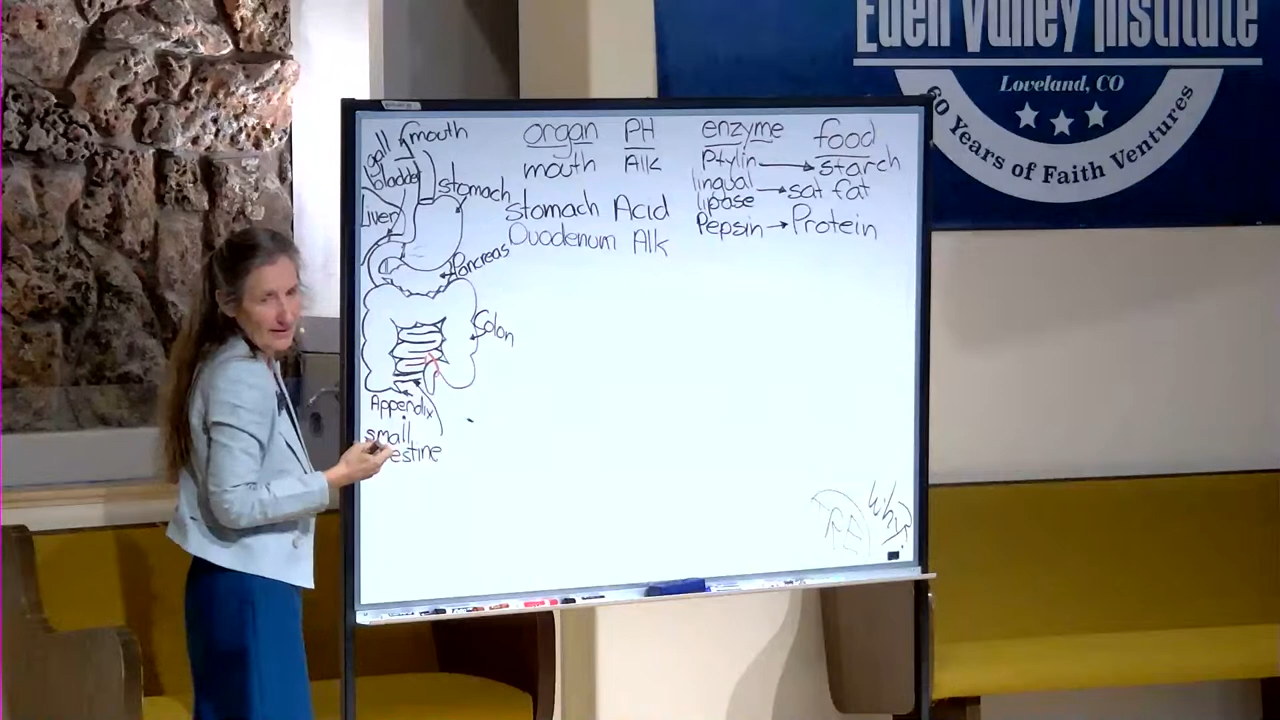 Eden Valley Institute
Loveland, CO
60 Years of Faith Ventures
mouth
gall
bladder
stomach
Liver
Pancreas
Colon
Appendix
small
estine
organ PH enzyme food
mouth Alk Ptylin → starch
lingual
lipase → sat fat
Stomach Acid Pepsin → Protein
Duodenum Alk
Why?